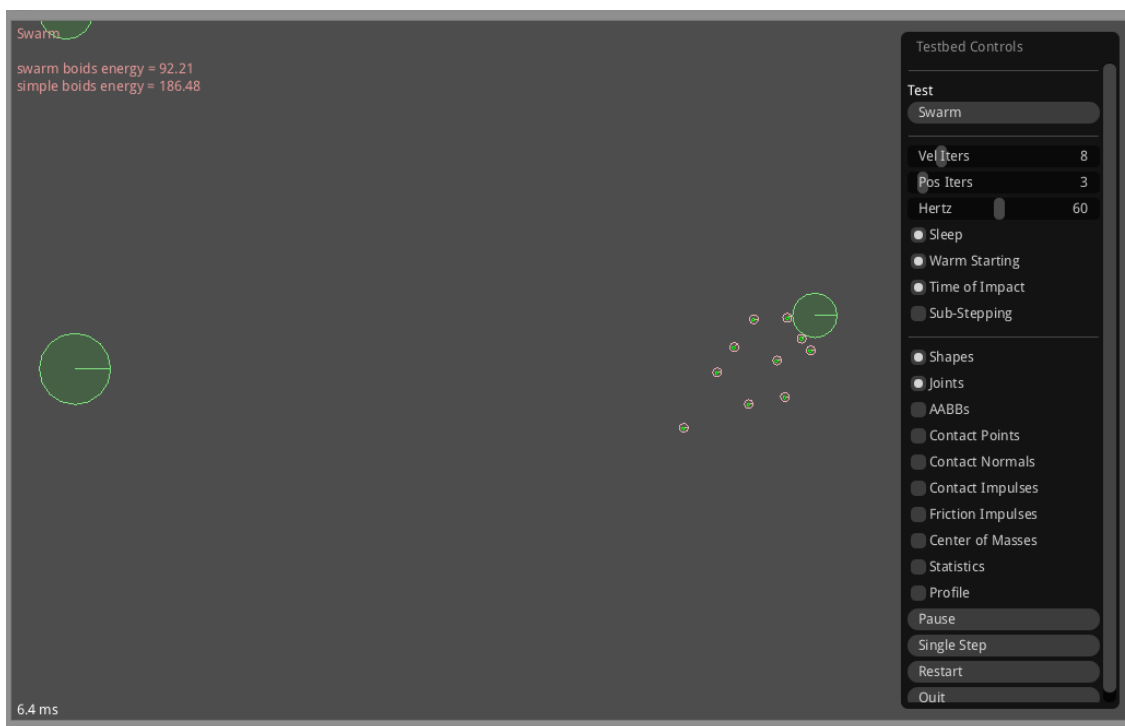 Swarm
swarm boids energy = 92.21
simple boids energy = 186.48
6.4 ms
Testbed Controls
Test
Swarm
Vel Iters 8
Pos Iters 3
Hertz 60
Sleep
Warm Starting
Time of Impact
Sub-Stepping
Shapes
Joints
AABBs
Contact Points
Contact Normals
Contact Impulses
Friction Impulses
Center of Masses
Statistics
Profile
Pause
Single Step
Restart
Quit